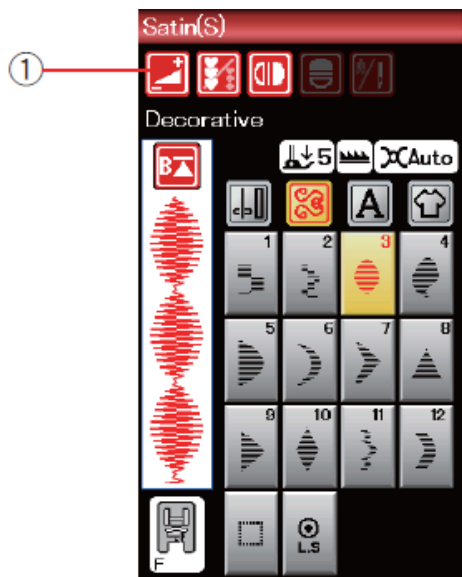 Satin(S)
①
Decorative
B
5 Auto
A
1 2 3 4
5 6 7 8
9 10 11 12
F
L.S